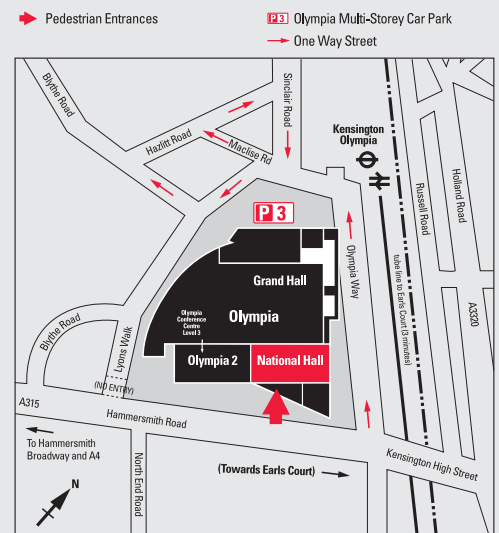 Pedestrian Entrances
P 3 Olympia Multi-Storey Car Park
One Way Street
Blythe Road
Sinclair Road
Hazlitt Road
Maclise Rd
Kensington
Olympia
Holland Road
Russell Road
P 3
Olympia Way
Grand Hall
tube line to Earls Court (3 minutes)
A3320
Olympia
Conference
Centre
Level 3
Olympia
Blythe Road
Lyons Walk
Olympia 2
National Hall
(NO ENTRY)
A315
Hammersmith Road
To Hammersmith
Broadway and A4
North End Road
(Towards Earls Court)
Kensington High Street
N